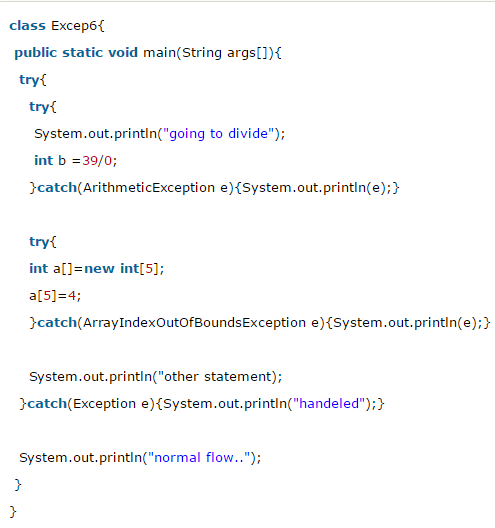 class Excep6{
public static void main(String args[]){
try{
try{
System.out.println("going to divide");
int b =39/0;
}catch(ArithmeticException e){System.out.println(e);}
try{
int a[]=new int[5];
a[5]=4;
}catch(ArrayIndexOutOfBoundsException e){System.out.println(e);}
System.out.println("other statement);
}catch(Exception e){System.out.println("handeled");}
System.out.println("normal flow..");
}
}